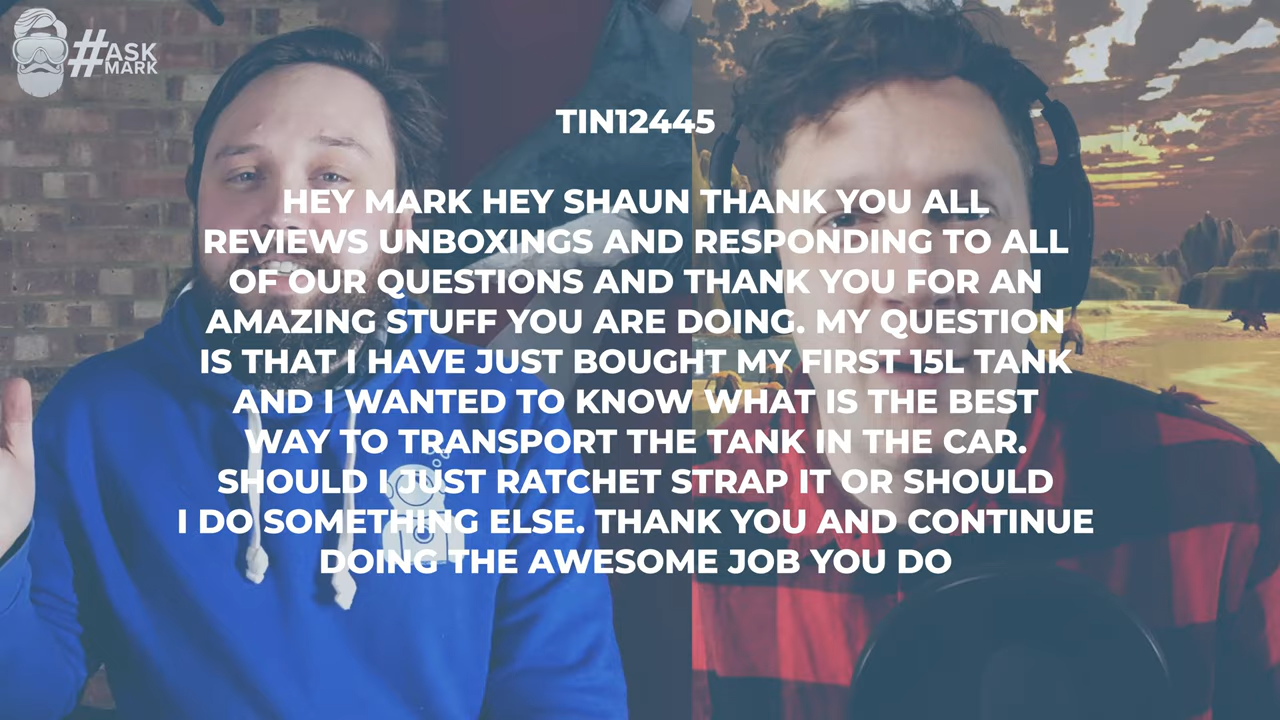 #ASK
MARK
TIN12445
HEY MARK HEY SHAUN THANK YOU ALL
REVIEWS UNBOXINGS AND RESPONDING TO ALL
OF OUR QUESTIONS AND THANK YOU FOR AN
AMAZING STUFF YOU ARE DOING. MY QUESTION
IS THAT I HAVE JUST BOUGHT MY FIRST 15L TANK
AND I WANTED TO KNOW WHAT IS THE BEST
WAY TO TRANSPORT THE TANK IN THE CAR.
SHOULD I JUST RATCHET STRAP IT OR SHOULD
I DO SOMETHING ELSE. THANK YOU AND CONTINUE
DOING THE AWESOME JOB YOU DO